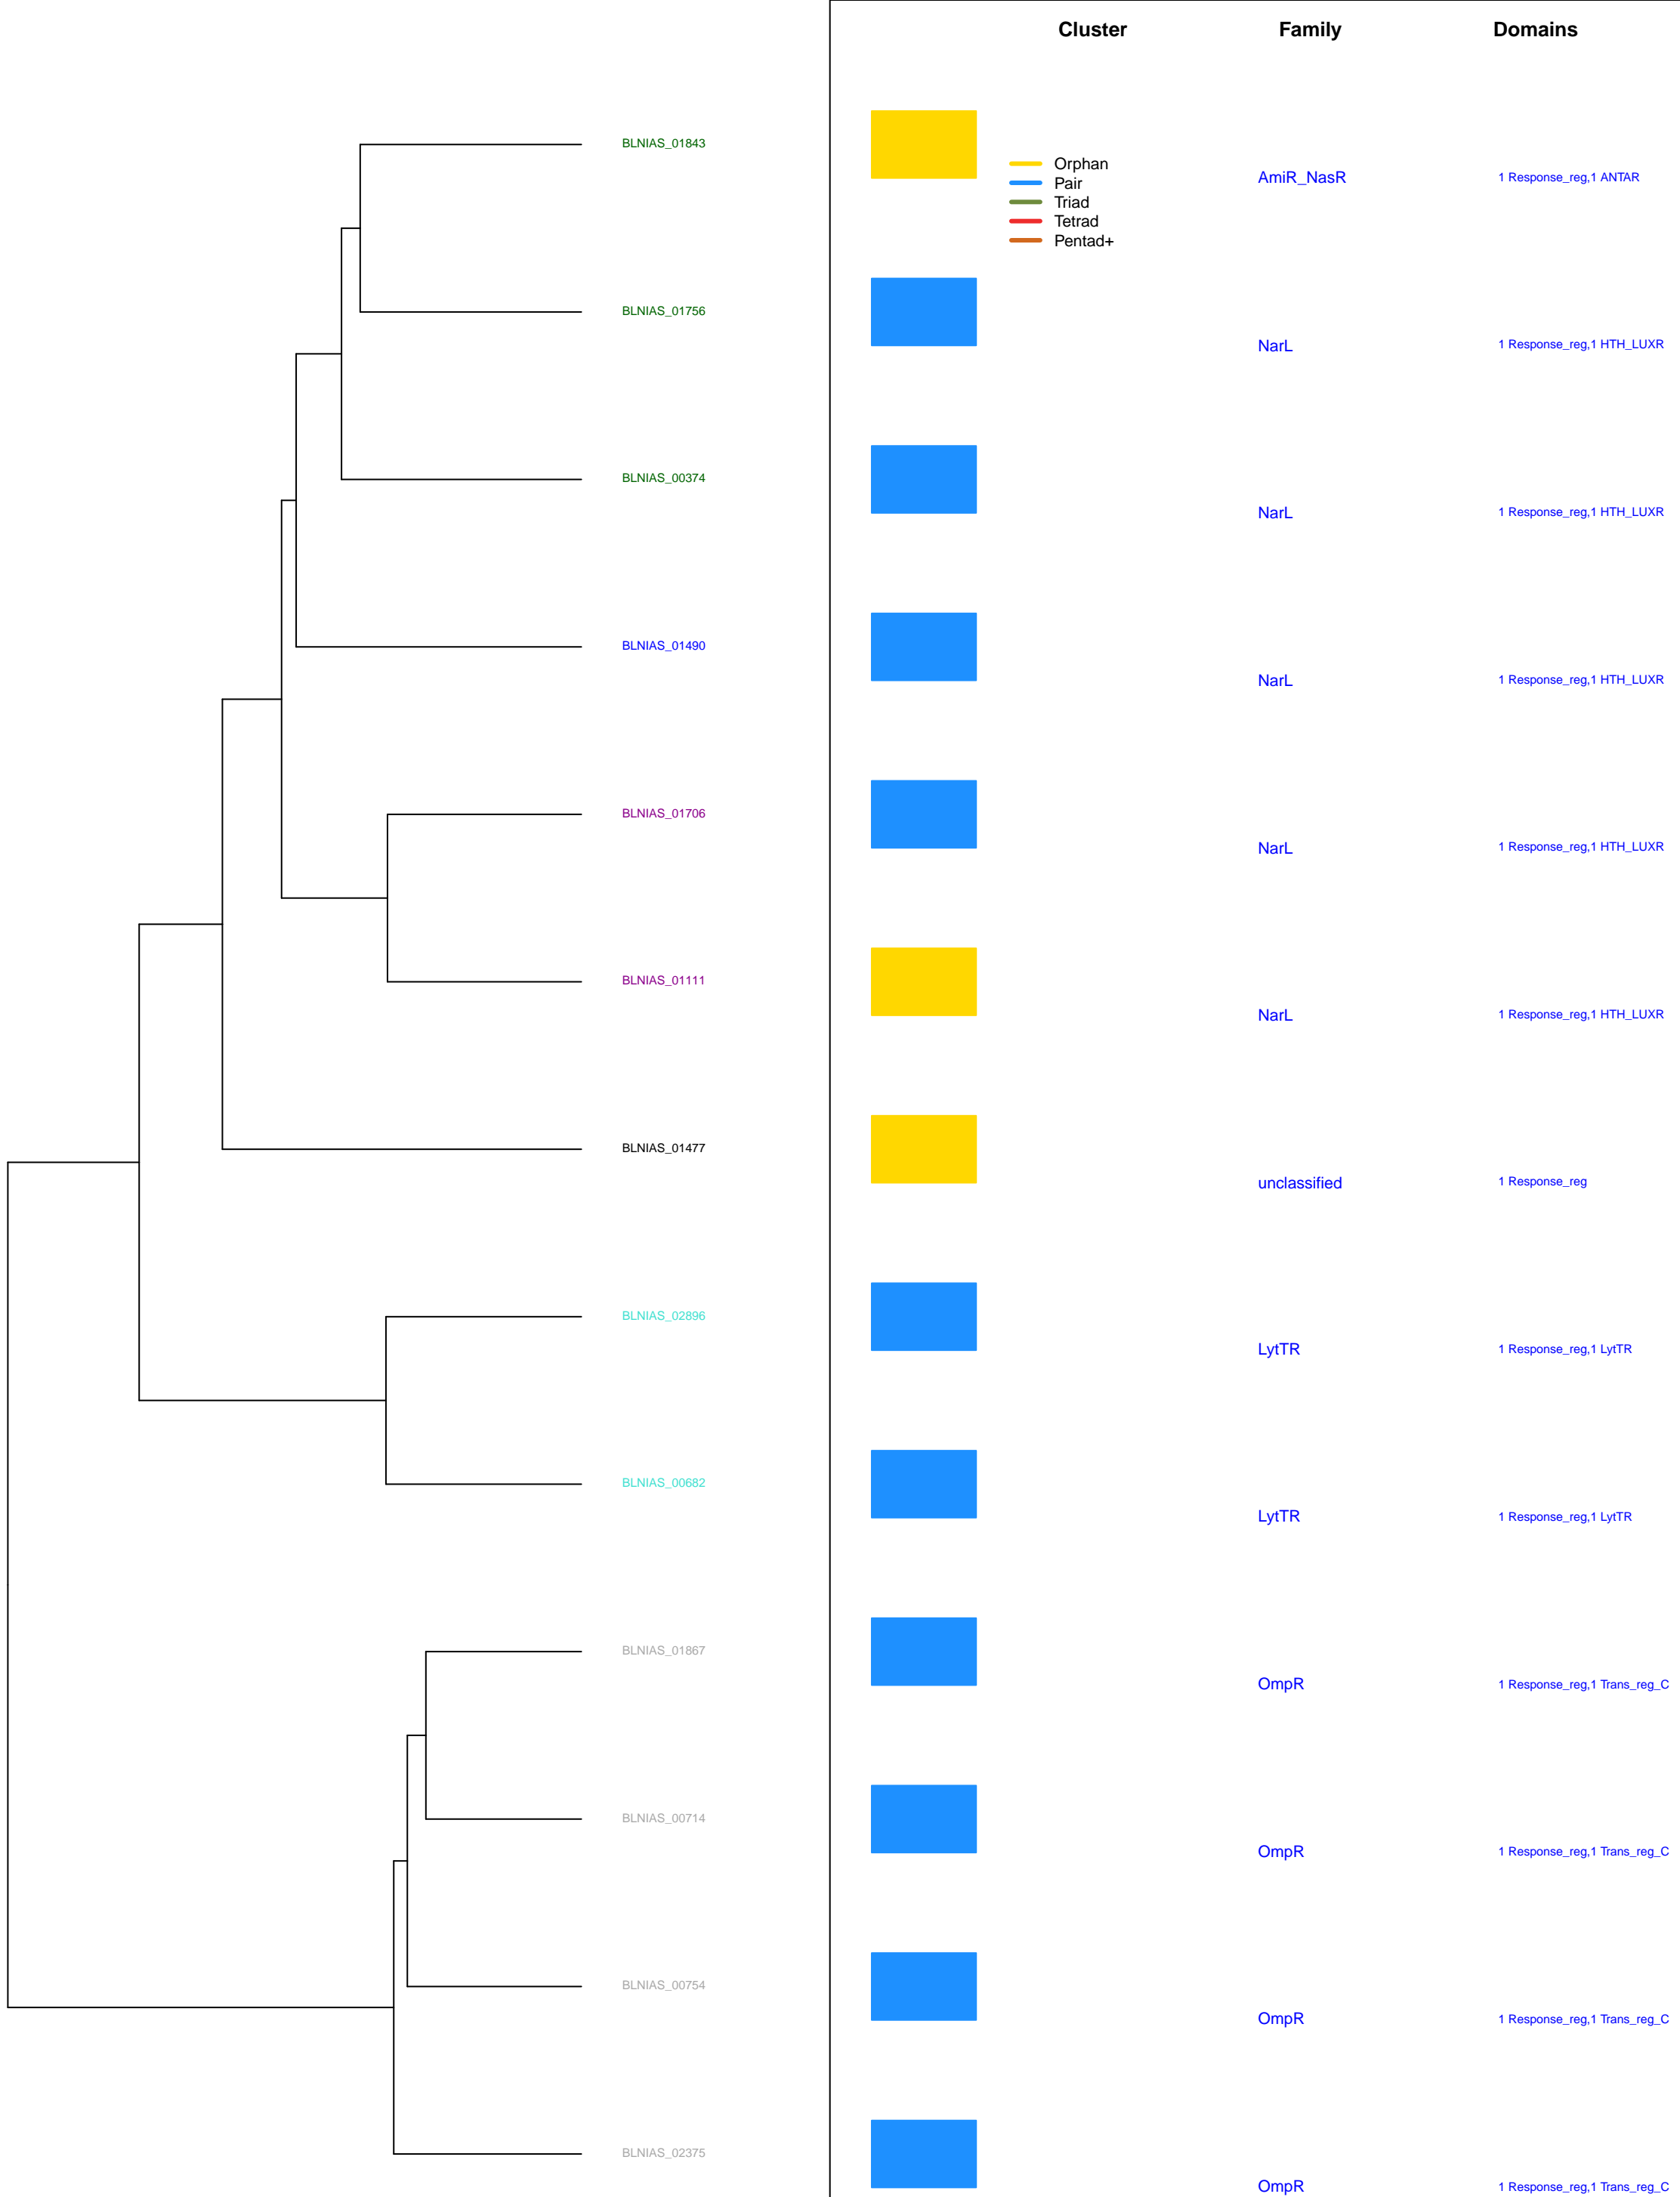 Cluster Family Domains
BLNIAS_01843
Orphan
Pair
Triad
Tetrad
Pentad+
AmiR_NasR 1 Response_reg,1 ANTAR
BLNIAS_01756
NarL 1 Response_reg,1 HTH_LUXR
BLNIAS_00374
NarL 1 Response_reg,1 HTH_LUXR
BLNIAS_01490
NarL 1 Response_reg,1 HTH_LUXR
BLNIAS_01706
NarL 1 Response_reg,1 HTH_LUXR
BLNIAS_01111
NarL 1 Response_reg,1 HTH_LUXR
BLNIAS_01477
unclassified 1 Response_reg
BLNIAS_02896
LytTR 1 Response_reg,1 LytTR
BLNIAS_00682
LytTR 1 Response_reg,1 LytTR
BLNIAS_01867
OmpR 1 Response_reg,1 Trans_reg_C
BLNIAS_00714
OmpR 1 Response_reg,1 Trans_reg_C
BLNIAS_00754
OmpR 1 Response_reg,1 Trans_reg_C
BLNIAS_02375
OmpR 1 Response_reg,1 Trans_reg_C